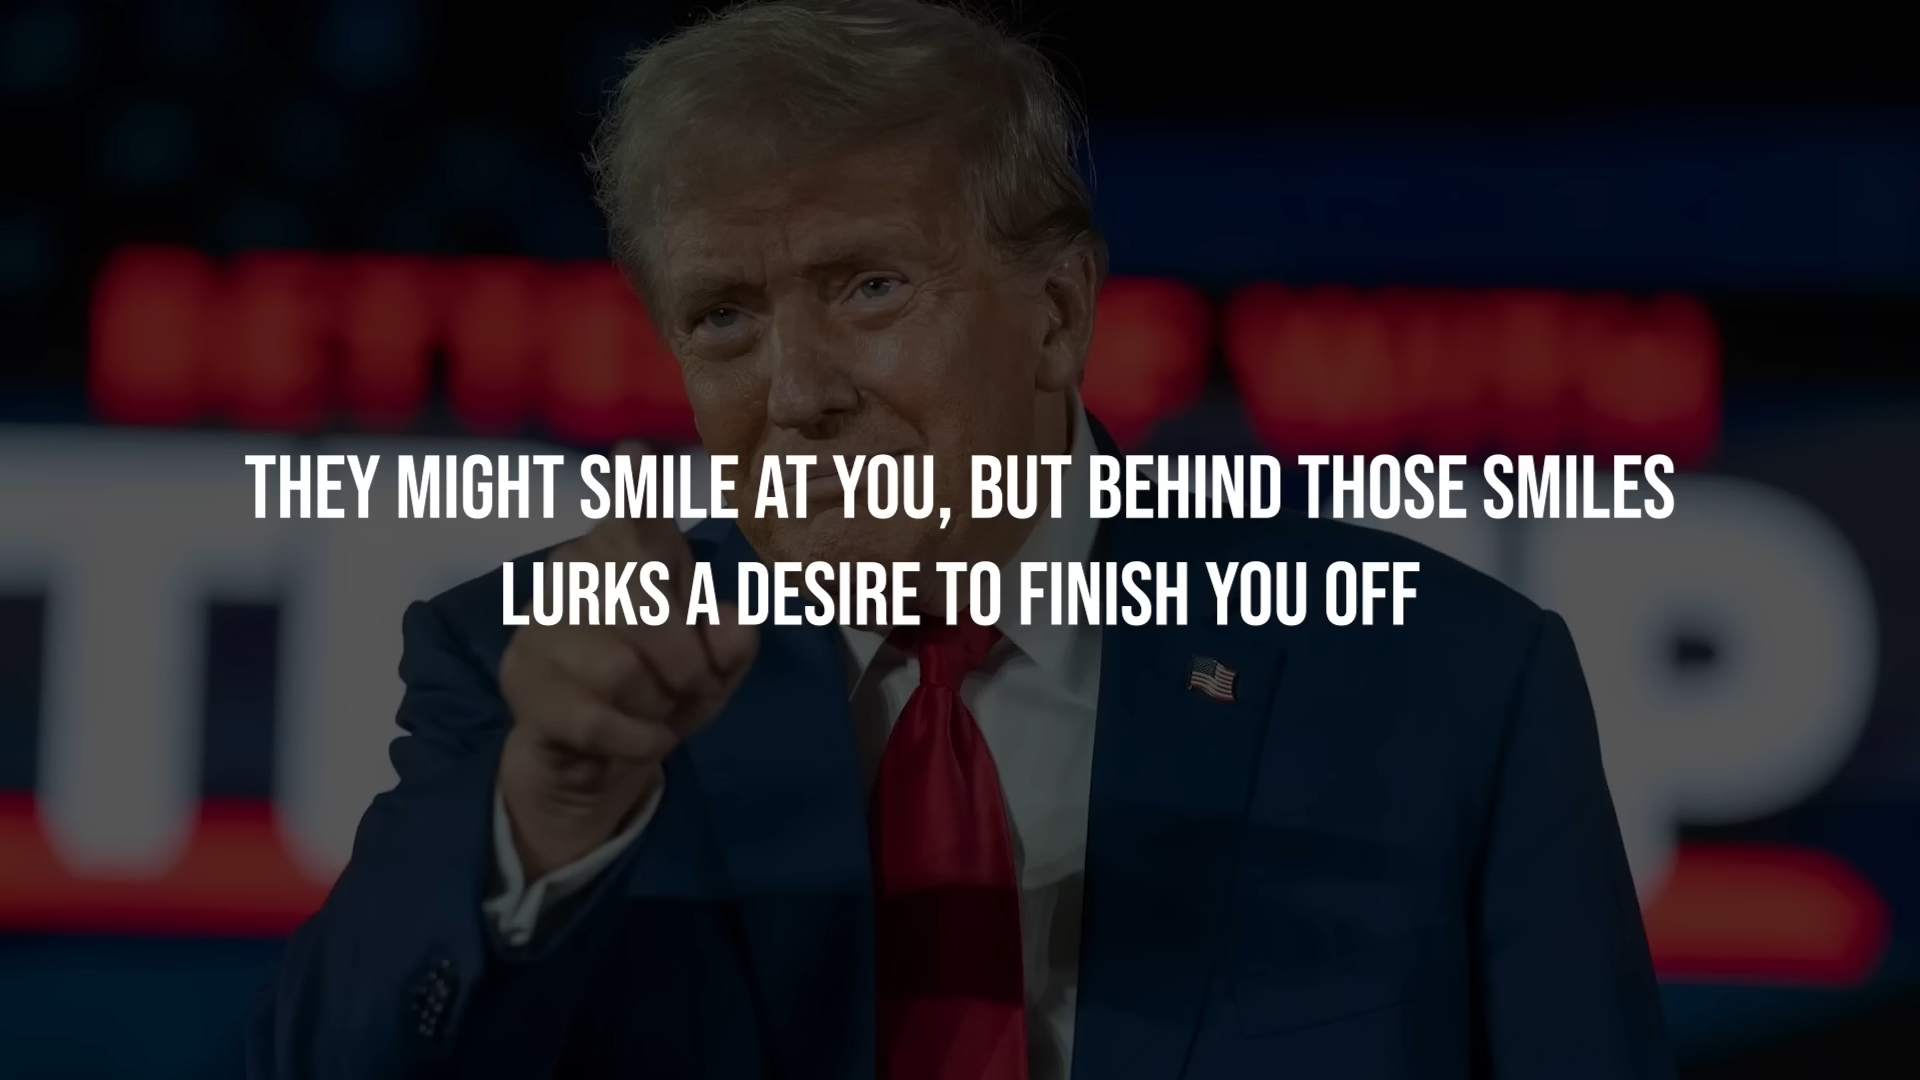 THEY MIGHT SMILE AT YOU, BUT BEHIND THOSE SMILES
LURKS A DESIRE TO FINISH YOU OFF